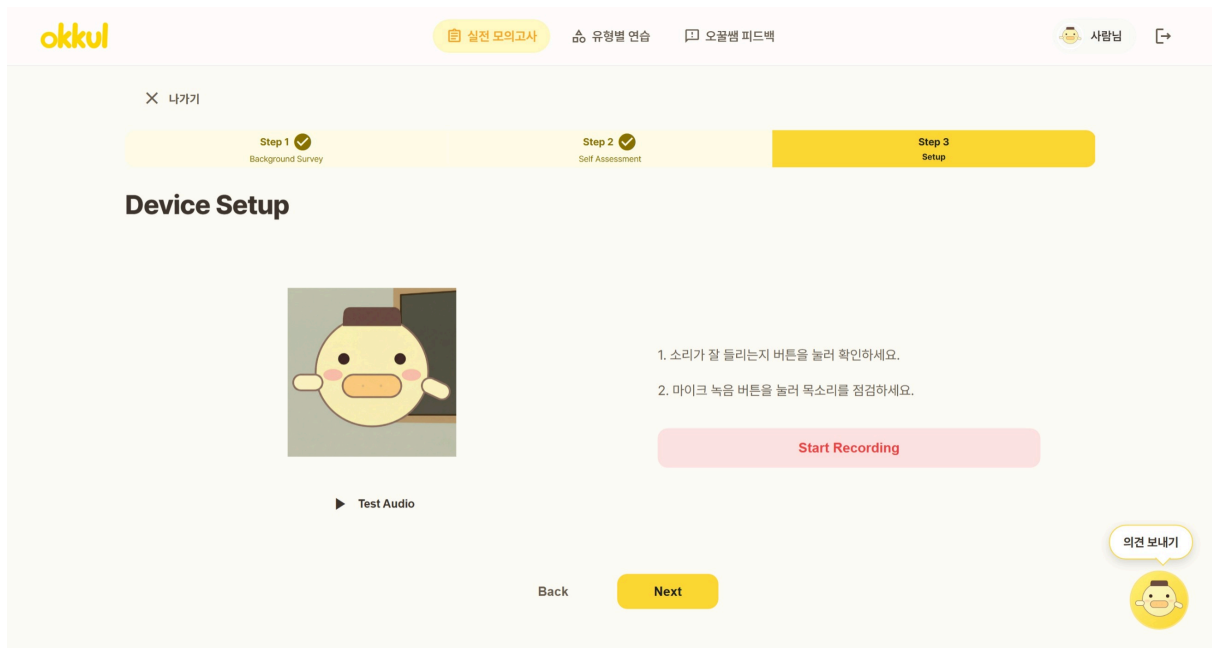 okkul
실전 모의고사
유형별 연습
오꿀쌤 피드백
사람님
나가기
Step 1
Background Survey
Step 2
Self Assessment
Step 3
Setup
Device Setup
1. 소리가 잘 들리는지 버튼을 눌러 확인하세요.
2. 마이크 녹음 버튼을 눌러 목소리를 점검하세요.
Start Recording
Test Audio
의견 보내기
Back
Next